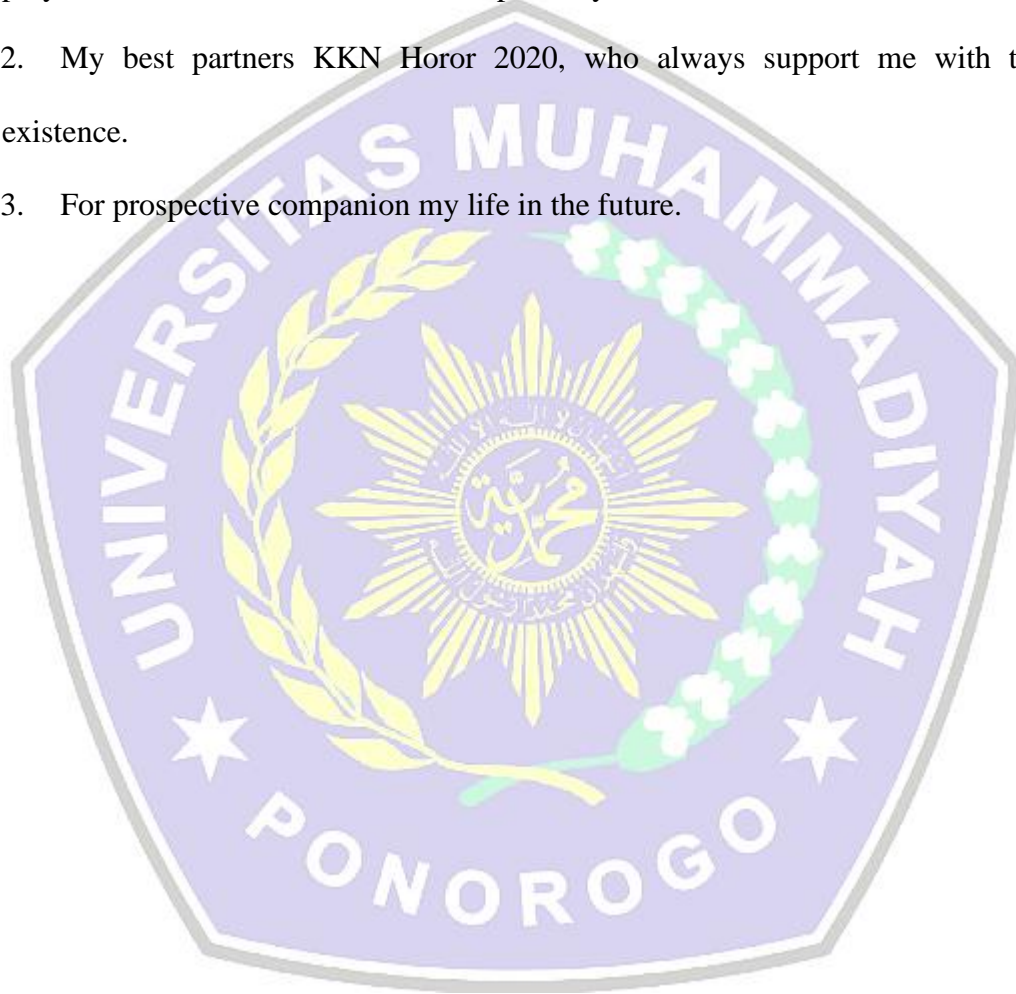 2. My best partners KKN Horor 2020, who always support me with
existence.
3. For prospective companion my life in the future.
UNIVERSITAS MUHAMMADIYAH
محمدية
PONOROGO